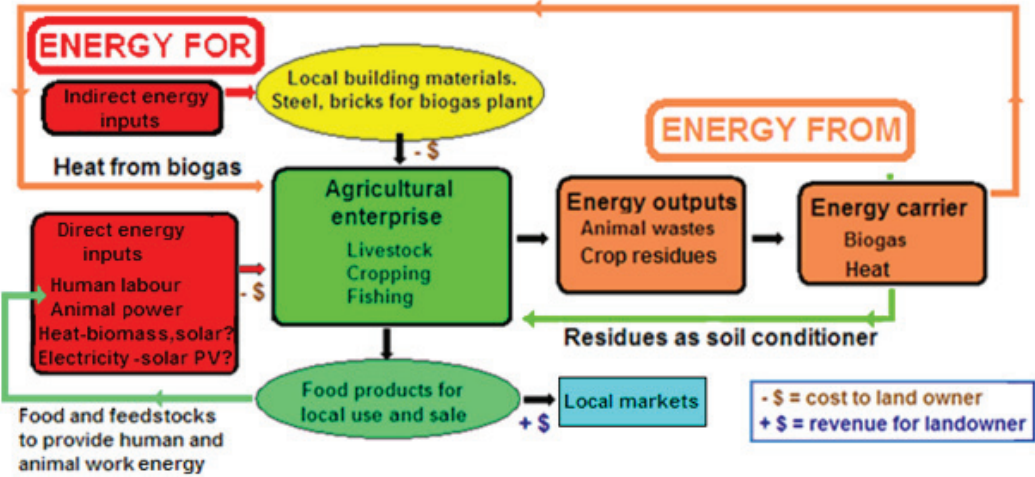 ENERGY FOR
Indirect energy
inputs
Local building materials.
Steel, bricks for biogas plant
ENERGY FROM
- $
Heat from biogas
Agricultural
enterprise
Livestock
Cropping
Fishing
Energy outputs
Animal wastes
Crop residues
Energy carrier
Biogas
Heat
Direct energy
inputs
Human labour
Animal power
Heat-biomass,solar?
Electricity -solar PV?
- $
Residues as soil conditioner
Food products for
local use and sale
+ $
Local markets
- $ = cost to land owner
+ $ = revenue for landowner
Food and feedstocks
to provide human and
animal work energy